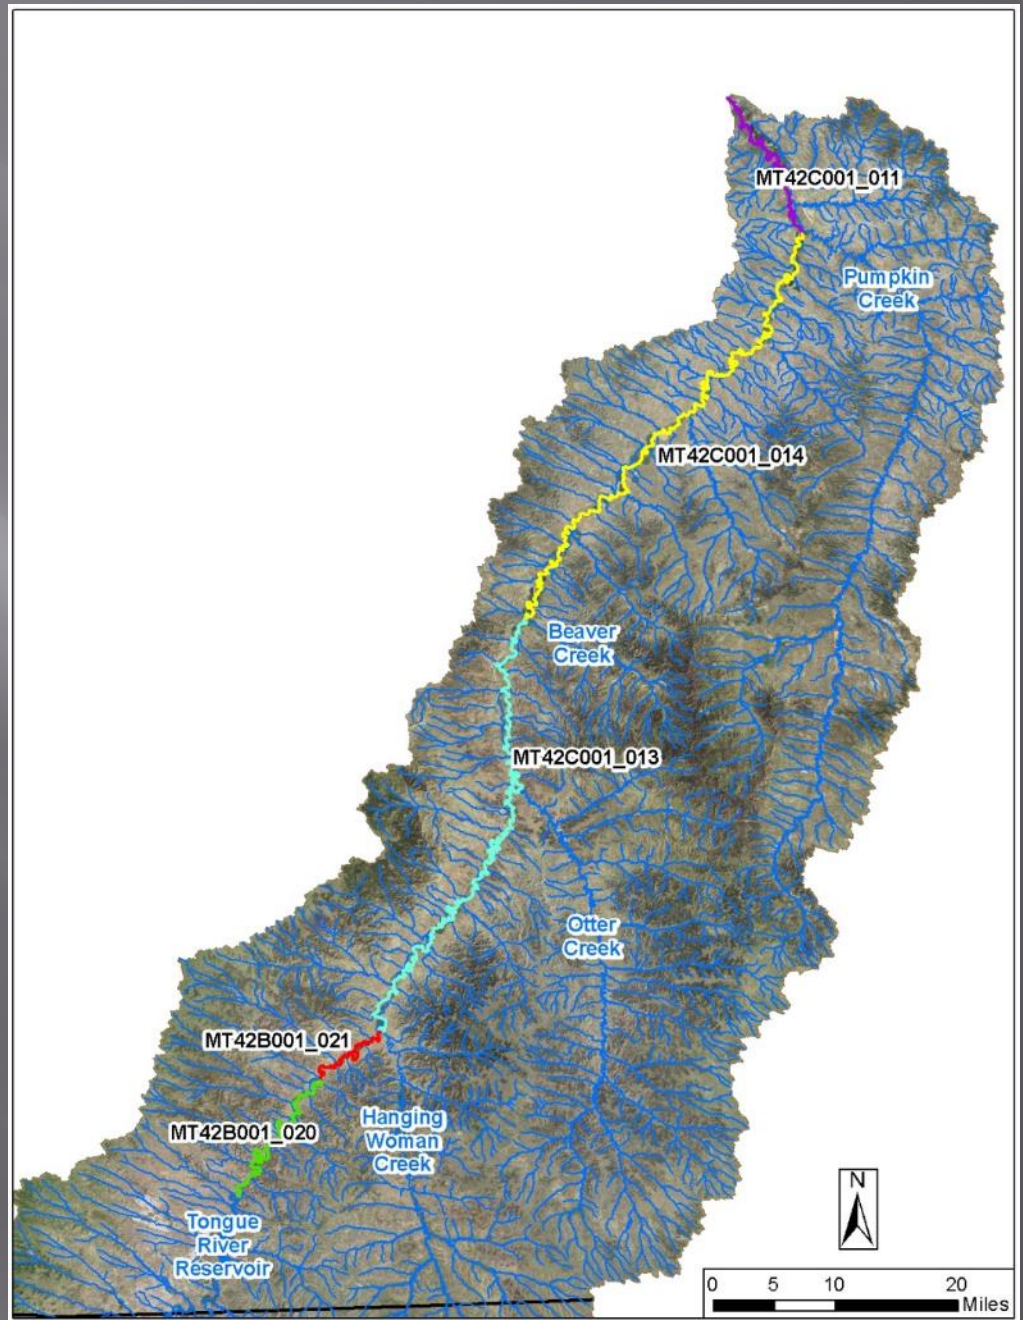 MT42C001_011
Pumpkin
Creek
MT42C001_014
Beaver
Creek
MT42C001_013
Otter
Creek
MT42B001_021
Hanging
Woman
Creek
MT42B001_020
Tongue
River
Reservoir
N
0 5 10 20
Miles